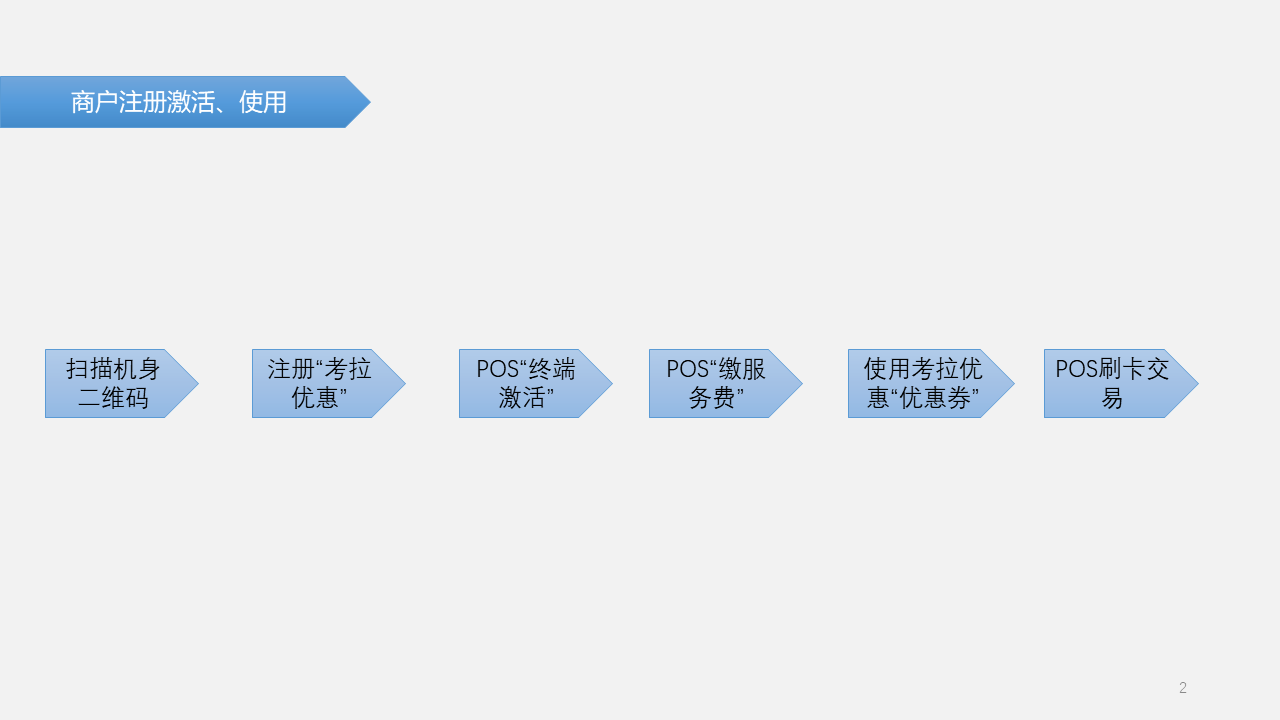 商户注册激活、使用
扫描机身
二维码
注册“考拉
优惠”
POS“终端
激活”
POS“缴服
务费”
使用考拉优
惠“优惠券”
POS刷卡交
易
2